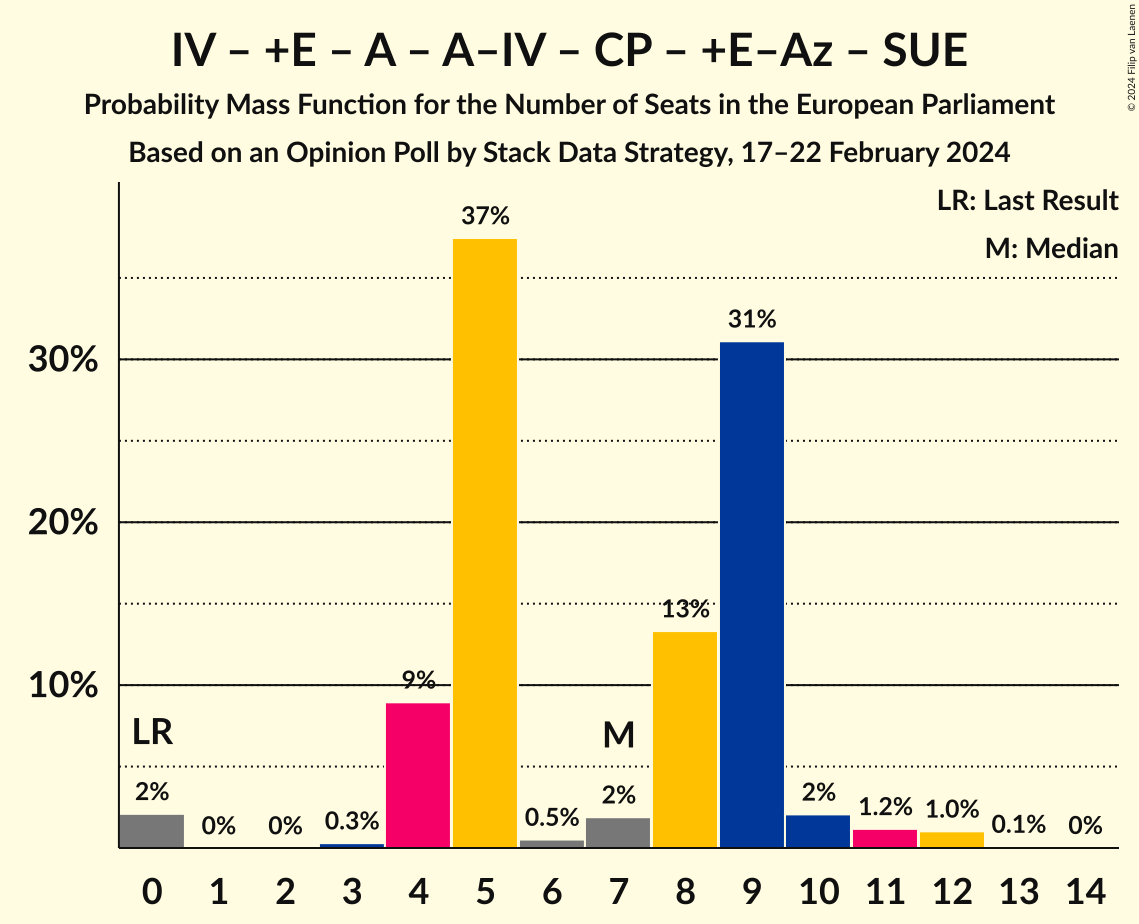 IV – +E – A – A–IV – CP – +E–Az – SUE
Probability Mass Function for the Number of Seats in the European Parliament
Based on an Opinion Poll by Stack Data Strategy, 17–22 February 2024
© 2024 Filip van Laenen
LR: Last Result
M: Median
37%
31%
30%
20%
13%
10%
9%
LR
M
2%
0%
0%
0.3%
0.5%
2%
2%
1.2%
1.0%
0.1%
0%
0 1 2 3 4 5 6 7 8 9 10 11 12 13 14